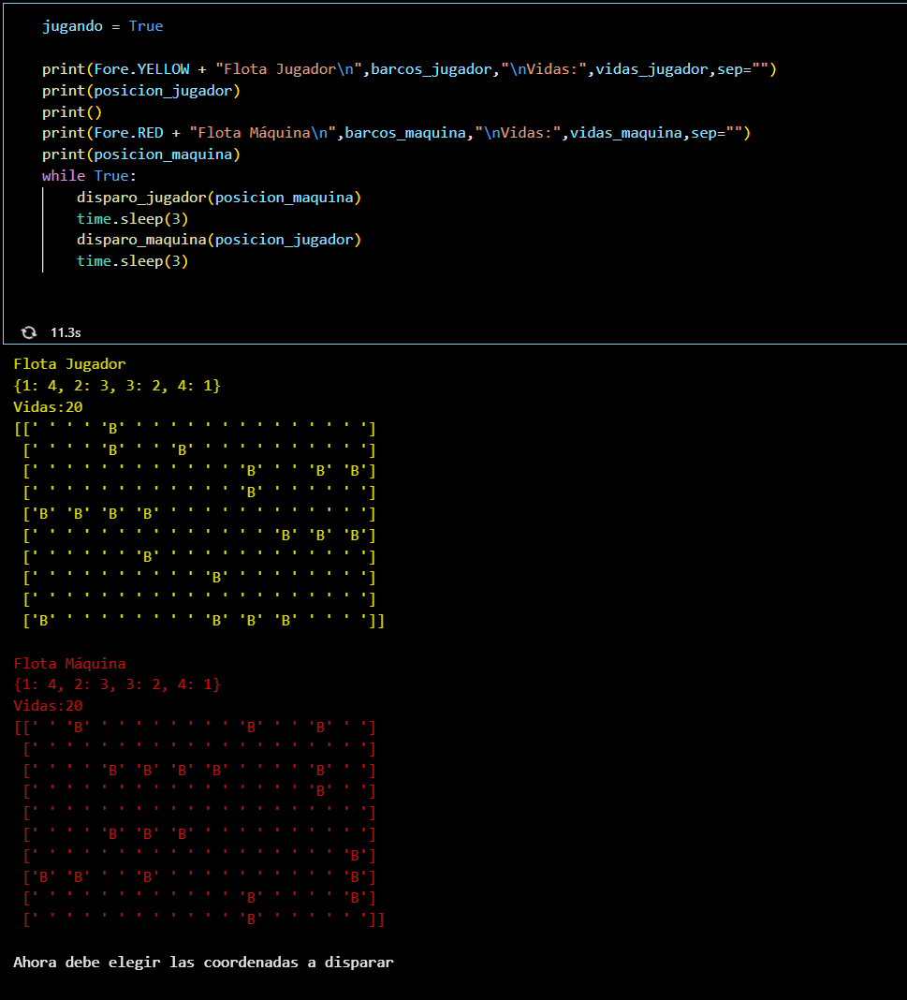 jugando = True
print(Fore.YELLOW + "Flota Jugador\n",barcos_jugador,"\nVidas:",vidas_jugador,sep="")
print(posicion_jugador)
print()
print(Fore.RED + "Flota Máquina\n",barcos_maquina,"\nVidas:",vidas_maquina,sep="")
print(posicion_maquina)
while True:
    disparo_jugador(posicion_maquina)
    time.sleep(3)
    disparo_maquina(posicion_jugador)
    time.sleep(3)
11.3s
Flota Jugador
{1: 4, 2: 3, 3: 2, 4: 1}
Vidas:20
[[' ' ' ' 'B' ' ' ' ' ' ' ' ' ' ' ' ' ' ']
 [' ' ' ' 'B' ' ' 'B' ' ' ' ' ' ' ' ' ' ']
 [' ' ' ' ' ' ' ' ' ' ' ' 'B' ' ' 'B' 'B']
 [' ' ' ' ' ' ' ' ' ' ' ' 'B' ' ' ' ' ' ']
 ['B' 'B' 'B' 'B' ' ' ' ' ' ' ' ' ' ' ' ']
 [' ' ' ' ' ' ' ' ' ' ' ' ' ' 'B' 'B' 'B']
 [' ' ' ' ' ' 'B' ' ' ' ' ' ' ' ' ' ' ' ']
 [' ' ' ' ' ' ' ' ' ' 'B' ' ' ' ' ' ' ' ']
 [' ' ' ' ' ' ' ' ' ' ' ' ' ' ' ' ' ' ' ']
 ['B' ' ' ' ' ' ' ' ' 'B' 'B' 'B' ' ' ' ']]
Flota Máquina
{1: 4, 2: 3, 3: 2, 4: 1}
Vidas:20
[[' ' 'B' ' ' ' ' ' ' ' ' 'B' ' ' 'B' ' ']
 [' ' ' ' ' ' ' ' ' ' ' ' ' ' ' ' ' ' ' ']
 [' ' ' ' 'B' 'B' 'B' 'B' ' ' ' ' 'B' ' ']
 [' ' ' ' ' ' ' ' ' ' ' ' ' ' ' ' 'B' ' ']
 [' ' ' ' ' ' ' ' ' ' ' ' ' ' ' ' ' ' ' ']
 [' ' ' ' 'B' 'B' 'B' ' ' ' ' ' ' ' ' ' ']
 [' ' ' ' ' ' ' ' ' ' ' ' ' ' ' ' ' ' 'B']
 ['B' 'B' ' ' 'B' ' ' ' ' ' ' ' ' ' ' 'B']
 [' ' ' ' ' ' ' ' ' ' ' ' 'B' ' ' ' ' 'B']
 [' ' ' ' ' ' ' ' ' ' ' ' 'B' ' ' ' ' ' ']]
Ahora debe elegir las coordenadas a disparar